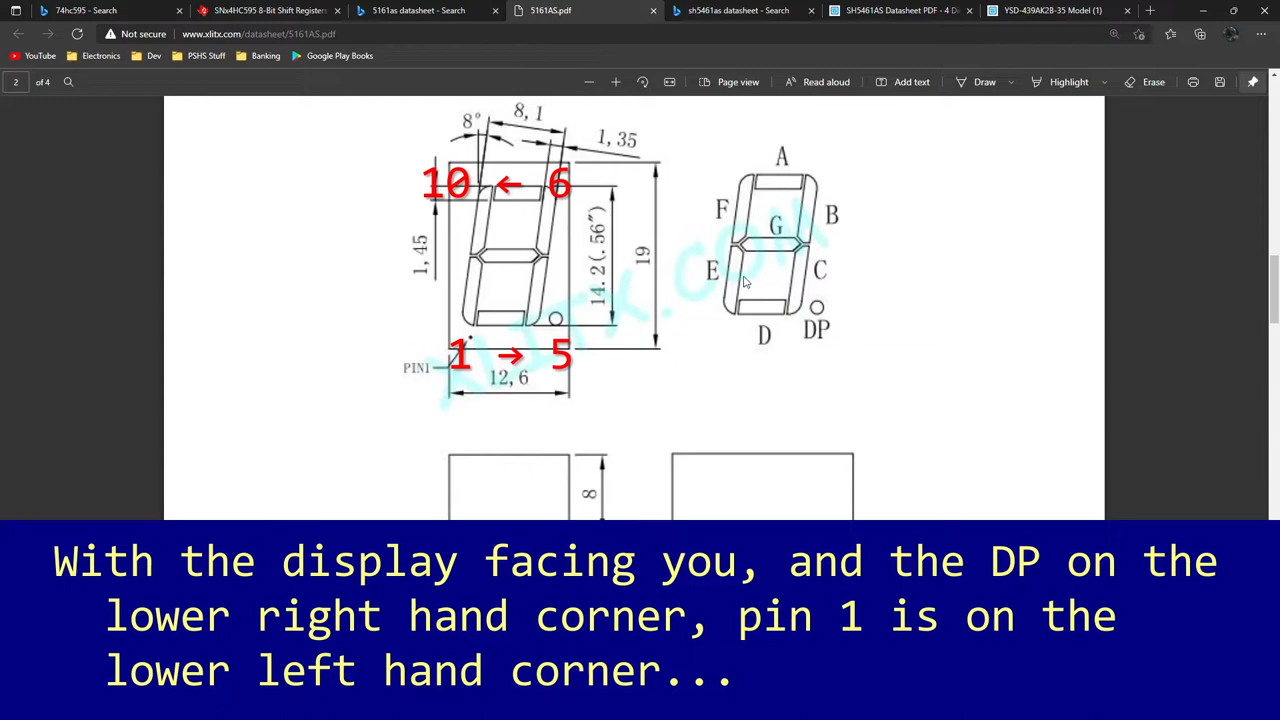 74hc595 - Search
SNx4HC595 8-Bit Shift Registers
5161as datasheet - Search
5161AS.pdf
sh5461as datasheet - Search
SH5461AS Datasheet PDF - 4 Di
YSD-439AK2B-35 Model (1)
Not secure
www.xlitx.com/datasheet/5161AS.pdf
YouTube
Electronics
Dev
PSHS Stuff
Banking
Google Play Books
2
of 4
Page view
Read aloud
Add text
Draw
Highlight
Erase
8°
8,1
1,35
10 ← 6
1,45
14.2(.56")
19
PIN1
1 → 5
12,6
A
F
B
G
E
C
D
DP
XLITX.COM
8
With the display facing you, and the DP on the
lower right hand corner, pin 1 is on the
lower left hand corner...